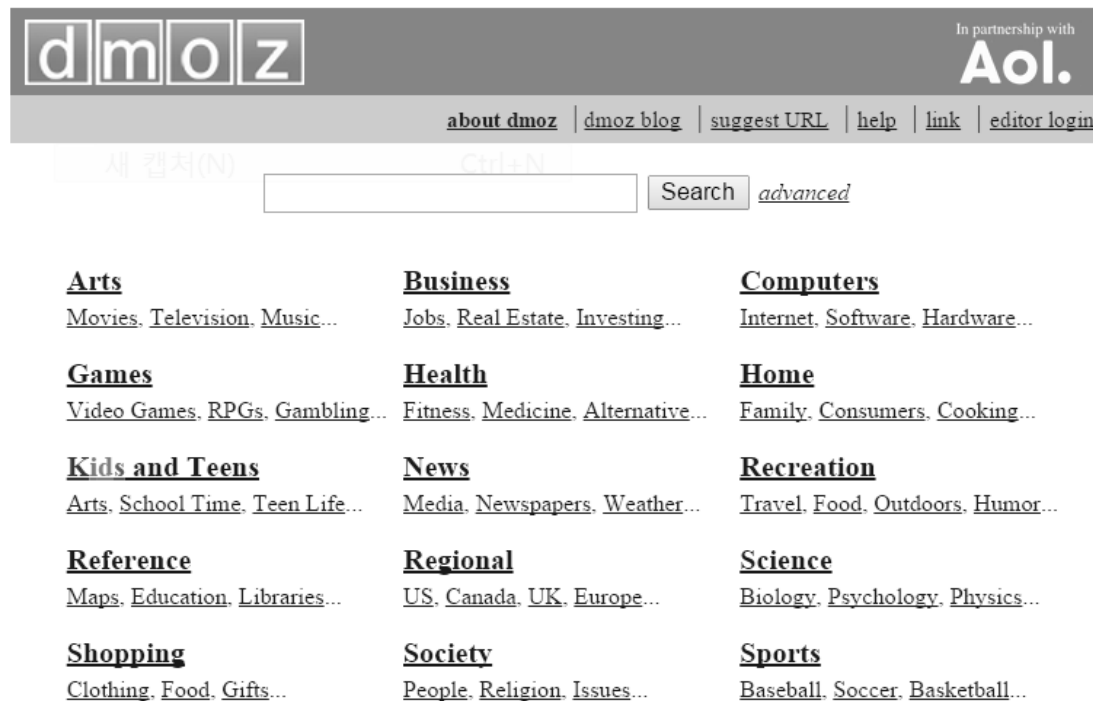 dmoz
In partnership with
Aol.
about dmoz | dmoz blog | suggest URL | help | link | editor login
새 캡처(N) Ctrl+N
Search advanced
Arts Business Computers
Movies, Television, Music... Jobs, Real Estate, Investing... Internet, Software, Hardware...
Games Health Home
Video Games, RPGs, Gambling... Fitness, Medicine, Alternative... Family, Consumers, Cooking...
Kids and Teens News Recreation
Arts, School Time, Teen Life... Media, Newspapers, Weather... Travel, Food, Outdoors, Humor...
Reference Regional Science
Maps, Education, Libraries... US, Canada, UK, Europe... Biology, Psychology, Physics...
Shopping Society Sports
Clothing, Food, Gifts... People, Religion, Issues... Baseball, Soccer, Basketball...